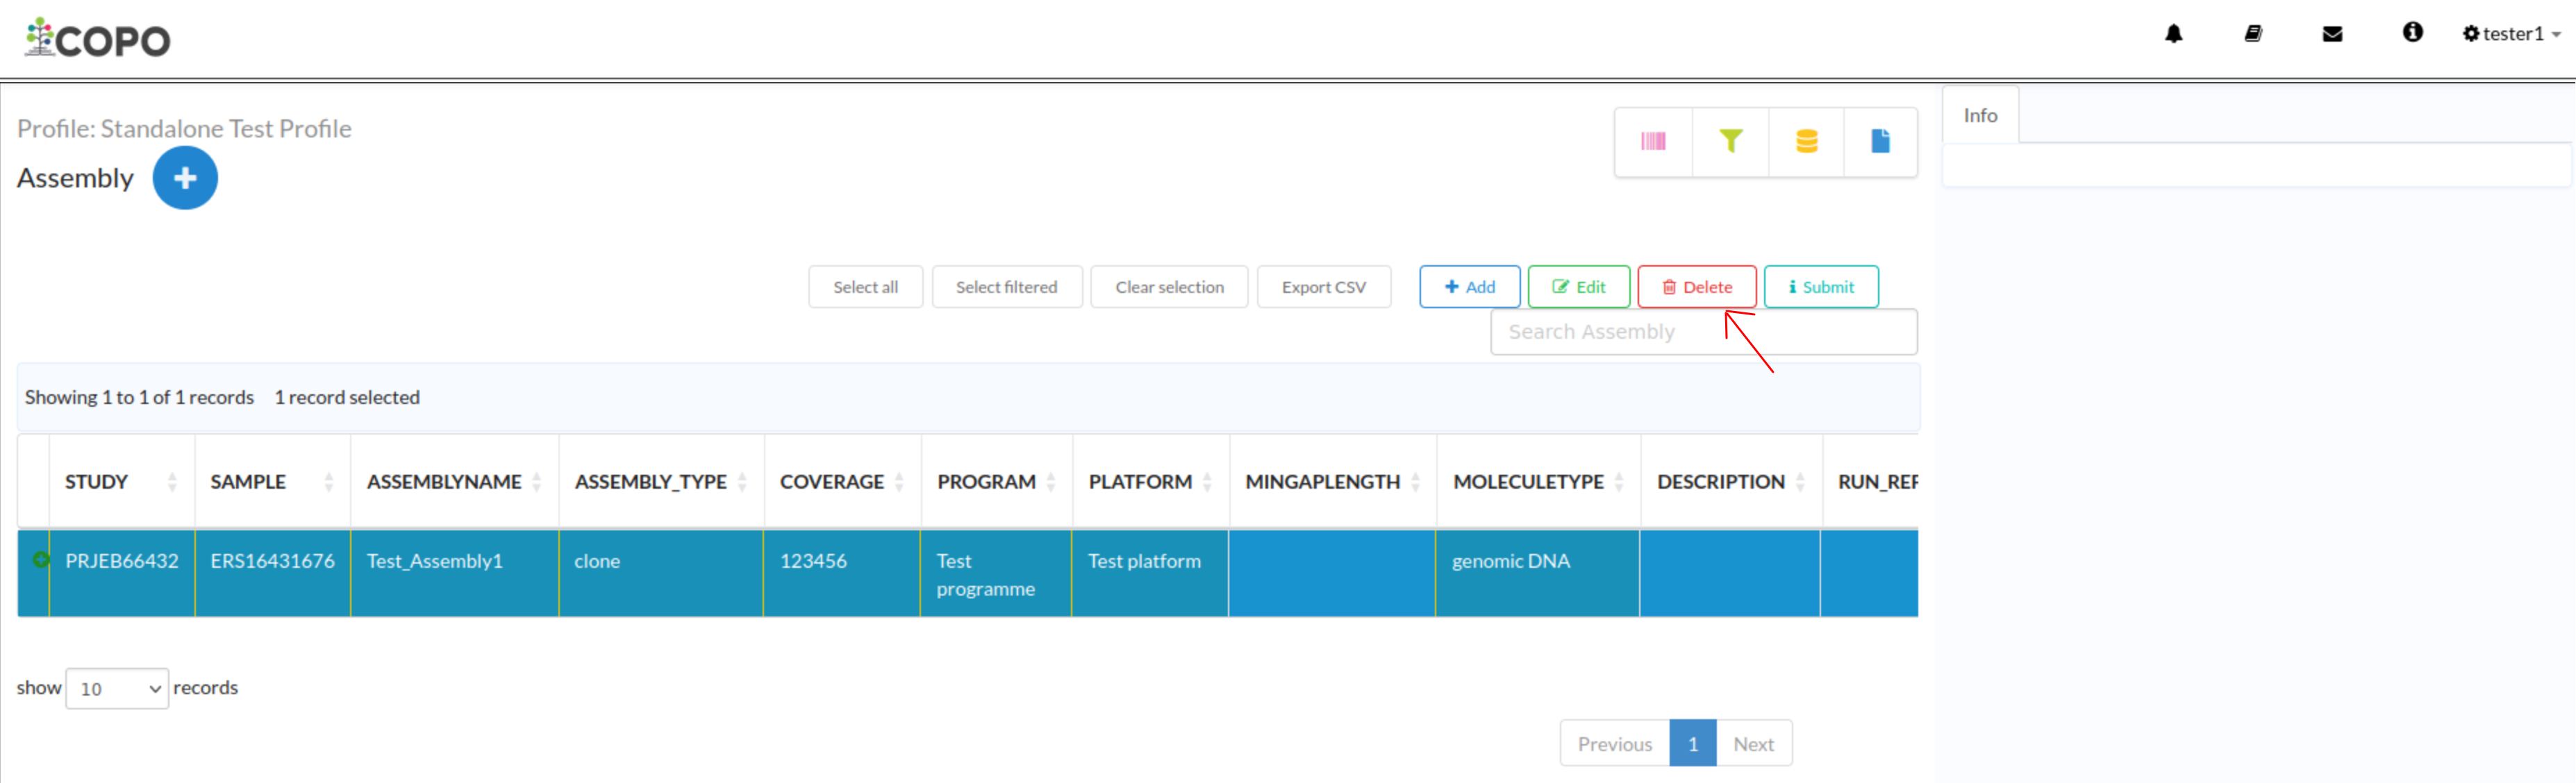 COPO
tester1
Profile: Standalone Test Profile
Assembly
Info
Select all Select filtered Clear selection Export CSV Add Edit Delete Submit
Search Assembly
Showing 1 to 1 of 1 records 1 record selected
STUDY SAMPLE ASSEMBLYNAME ASSEMBLY_TYPE COVERAGE PROGRAM PLATFORM MINGAPLENGTH MOLECULETYPE DESCRIPTION RUN_REF
PRJEB66432 ERS16431676 Test_Assembly1 clone 123456 Test programme Test platform genomic DNA
show 10 records
Previous 1 Next